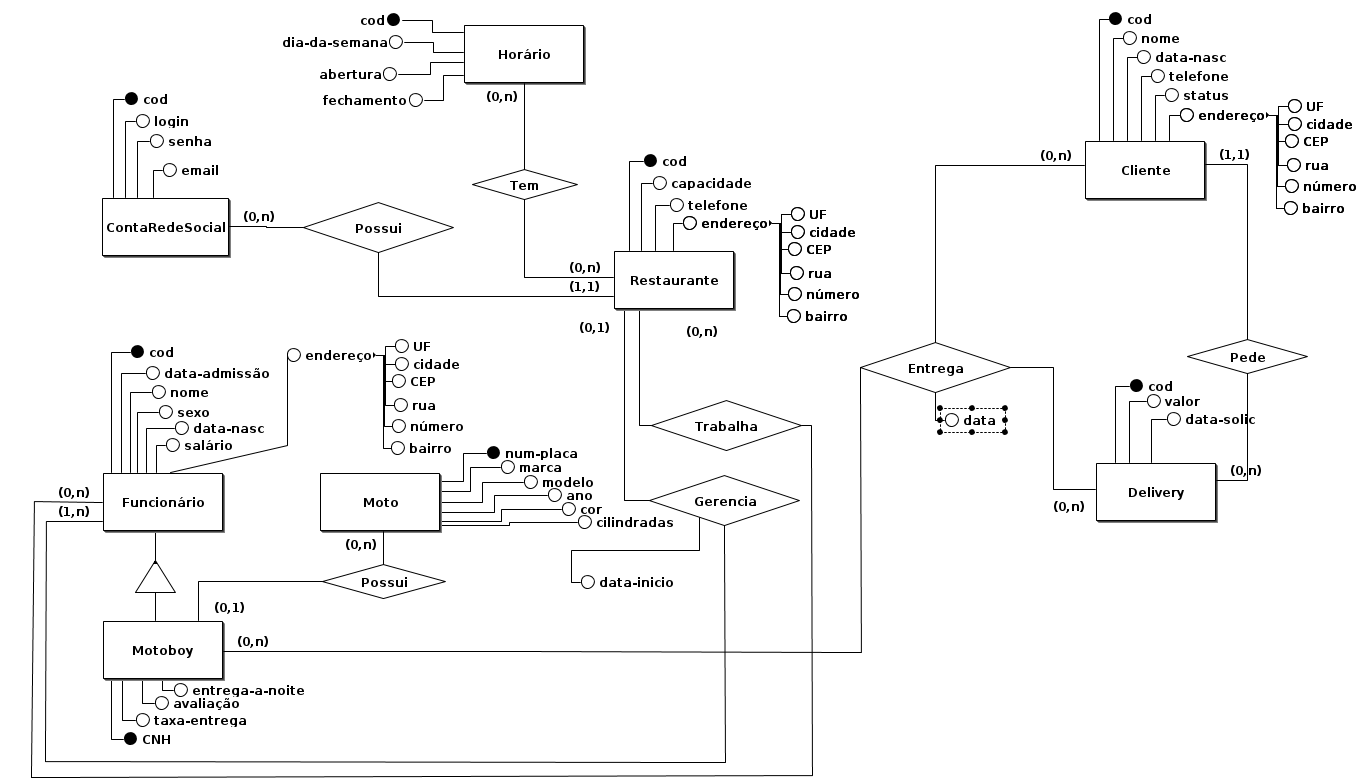 cod
dia-da-semana
abertura
fechamento
Horário
(0,n)
Tem
cod
login
senha
email
ContaRedeSocial
(0,n)
Possui
cod
capacidade
telefone
endereço
UF
cidade
CEP
rua
número
bairro
Restaurante
(0,n)
(1,1)
(0,1)
(0,n)
cod
nome
data-nasc
telefone
status
endereço
UF
cidade
CEP
rua
número
bairro
Cliente
(0,n)
(1,1)
Entrega
data
Pede
cod
valor
data-solic
(0,n)
Delivery
(0,n)
cod
data-admissão
nome
sexo
data-nasc
salário
endereço
UF
cidade
CEP
rua
número
bairro
Funcionário
(0,n)
(1,n)
Moto
num-placa
marca
modelo
ano
cor
cilindradas
(0,n)
Possui
(0,1)
Trabalha
Gerencia
data-inicio
Motoboy
(0,n)
entrega-a-noite
avaliação
taxa-entrega
CNH